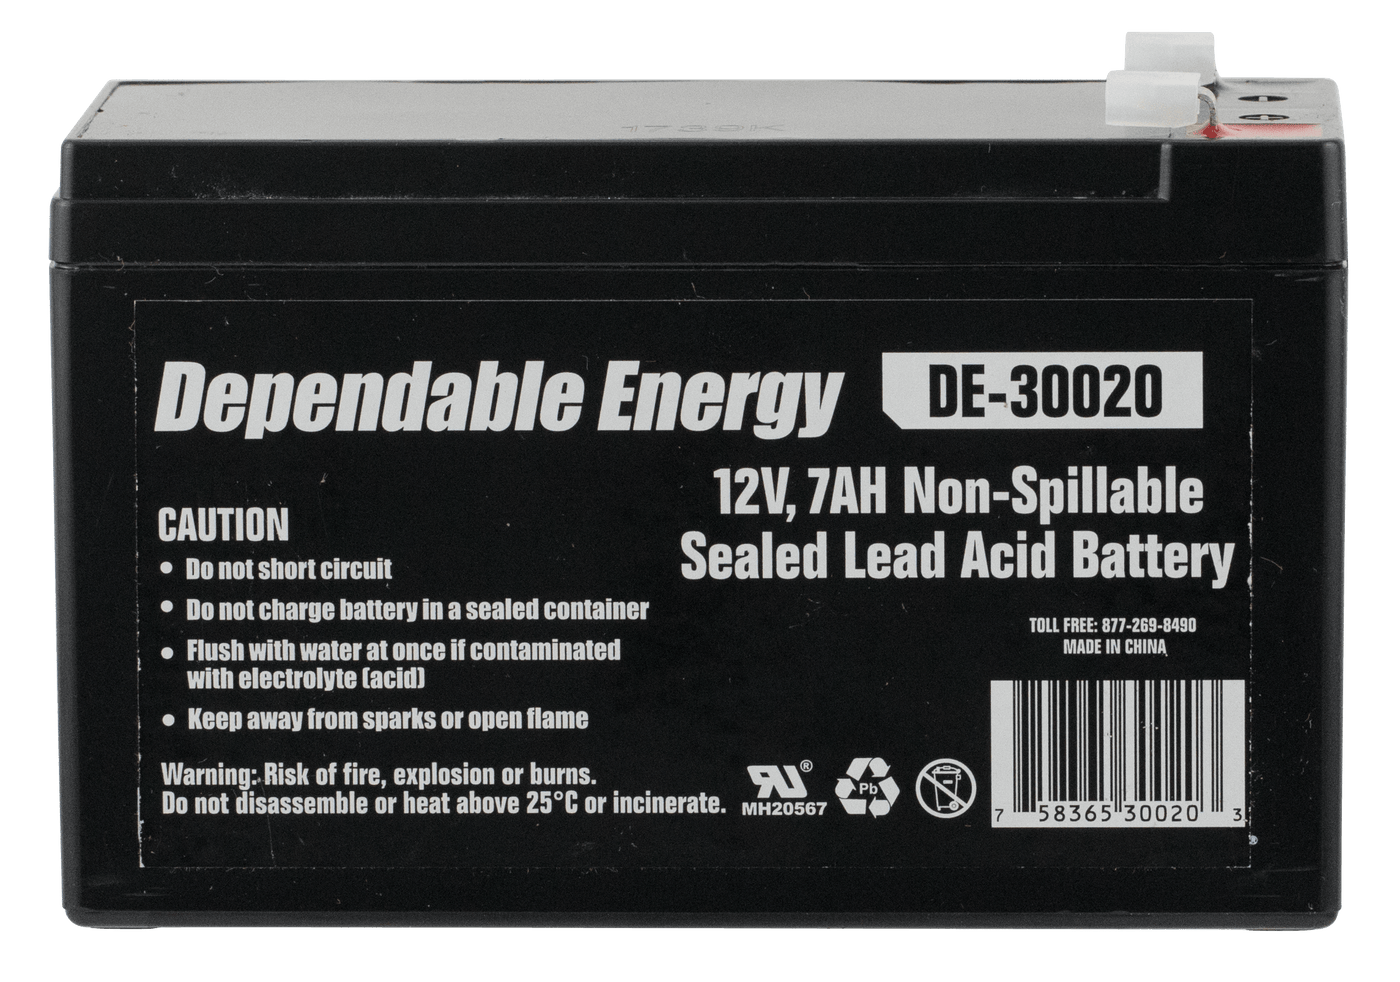 1739K
Dependable Energy
DE-30020
12V, 7AH Non-Spillable
Sealed Lead Acid Battery
CAUTION
• Do not short circuit
• Do not charge battery in a sealed container
• Flush with water at once if contaminated
with electrolyte (acid)
• Keep away from sparks or open flame
Warning: Risk of fire, explosion or burns.
Do not disassemble or heat above 25°C or incinerate.
TOLL FREE: 877-269-8490
MADE IN CHINA
®
MH20567
Pb
7 58365 30020 3